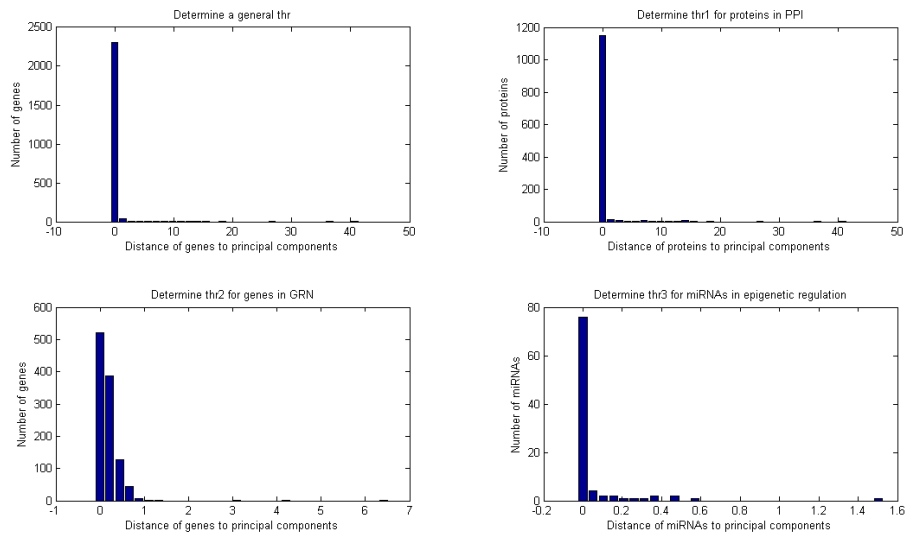 Determine a general thr
Number of genes
2500
2000
1500
1000
500
0
-10 0 10 20 30 40 50
Distance of genes to principal components
Determine thr1 for proteins in PPI
Number of proteins
1200
1000
800
600
400
200
0
-10 0 10 20 30 40 50
Distance of proteins to principal components
Determine thr2 for genes in GRN
Number of genes
600
500
400
300
200
100
0
-1 0 1 2 3 4 5 6 7
Distance of genes to principal components
Determine thr3 for miRNAs in epigenetic regulation
Number of miRNAs
80
60
40
20
0
-0.2 0 0.2 0.4 0.6 0.8 1 1.2 1.4 1.6
Distance of miRNAs to principal components